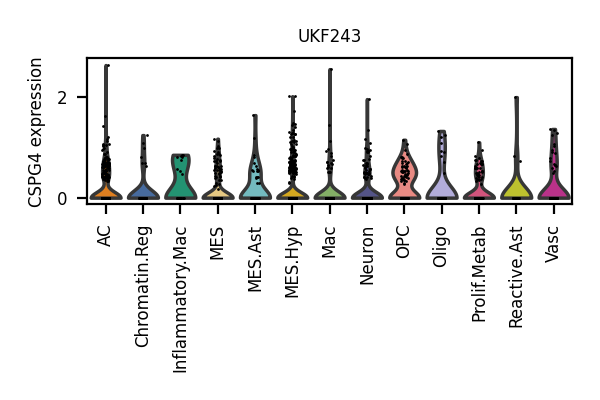 UKF243
CSPG4 expression
2
0
AC
Chromatin.Reg
Inflammatory.Mac
MES
MES.Ast
MES.Hyp
Mac
Neuron
OPC
Oligo
Prolif.Metab
Reactive.Ast
Vasc